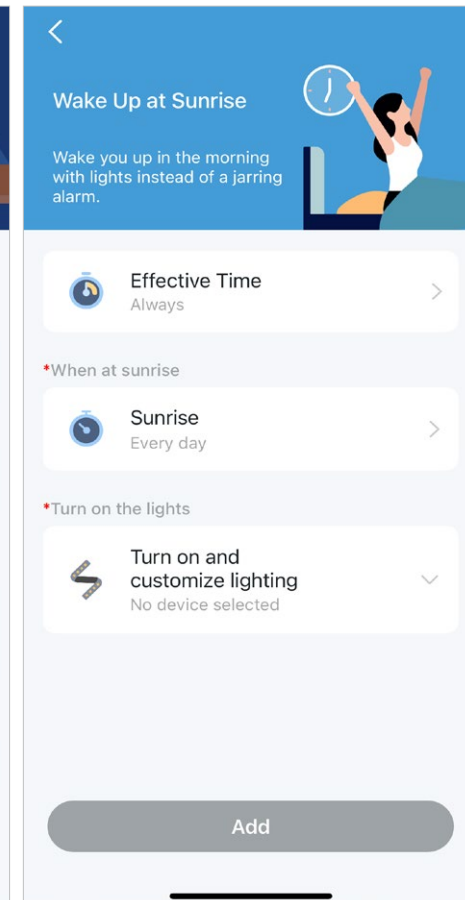 Wake Up at Sunrise
Wake you up in the morning
with lights instead of a jarring
alarm.
Effective Time
Always
*When at sunrise
Sunrise
Every day
*Turn on the lights
Turn on and
customize lighting
No device selected
Add